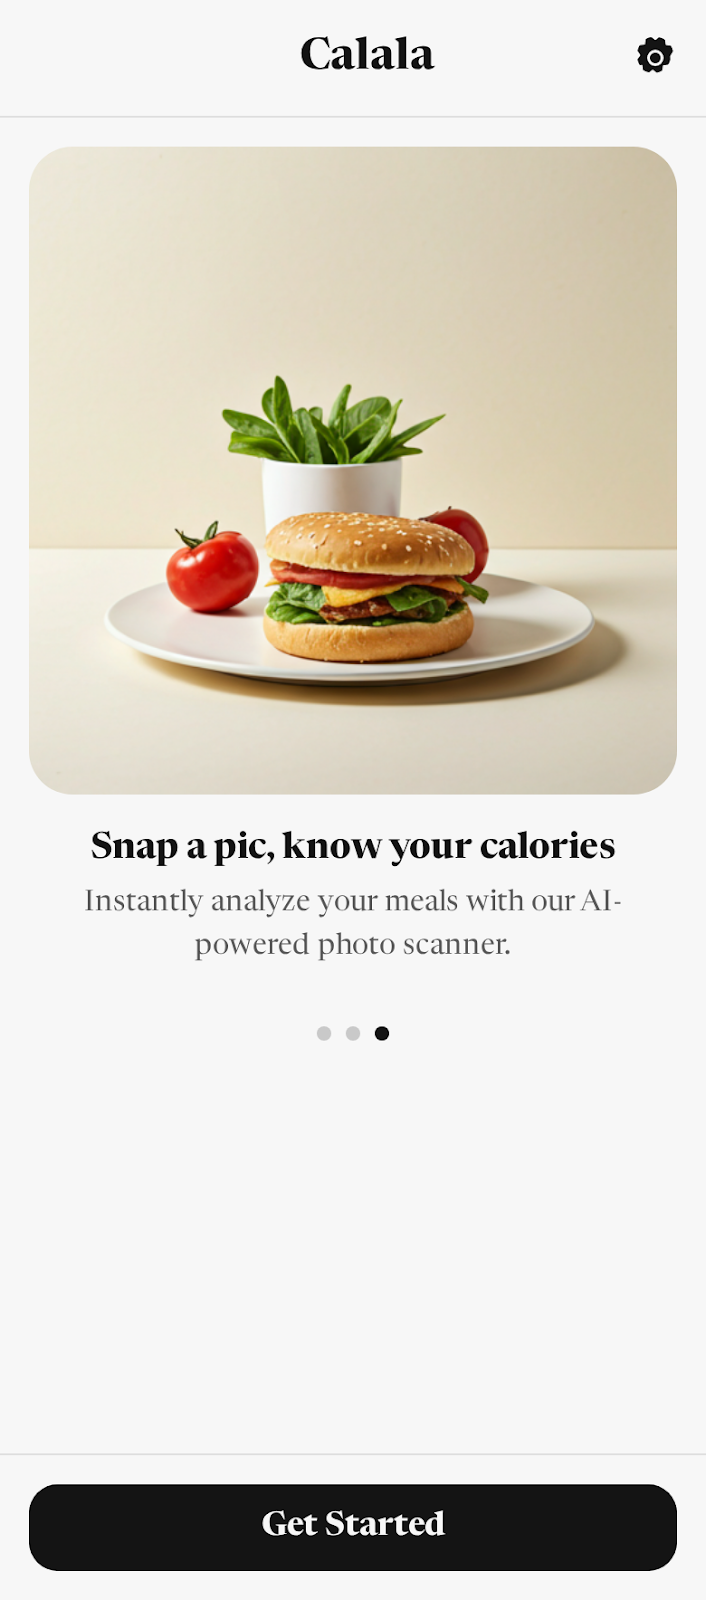 Calala
Snap a pic, know your calories
Instantly analyze your meals with our AI-
powered photo scanner.
Get Started